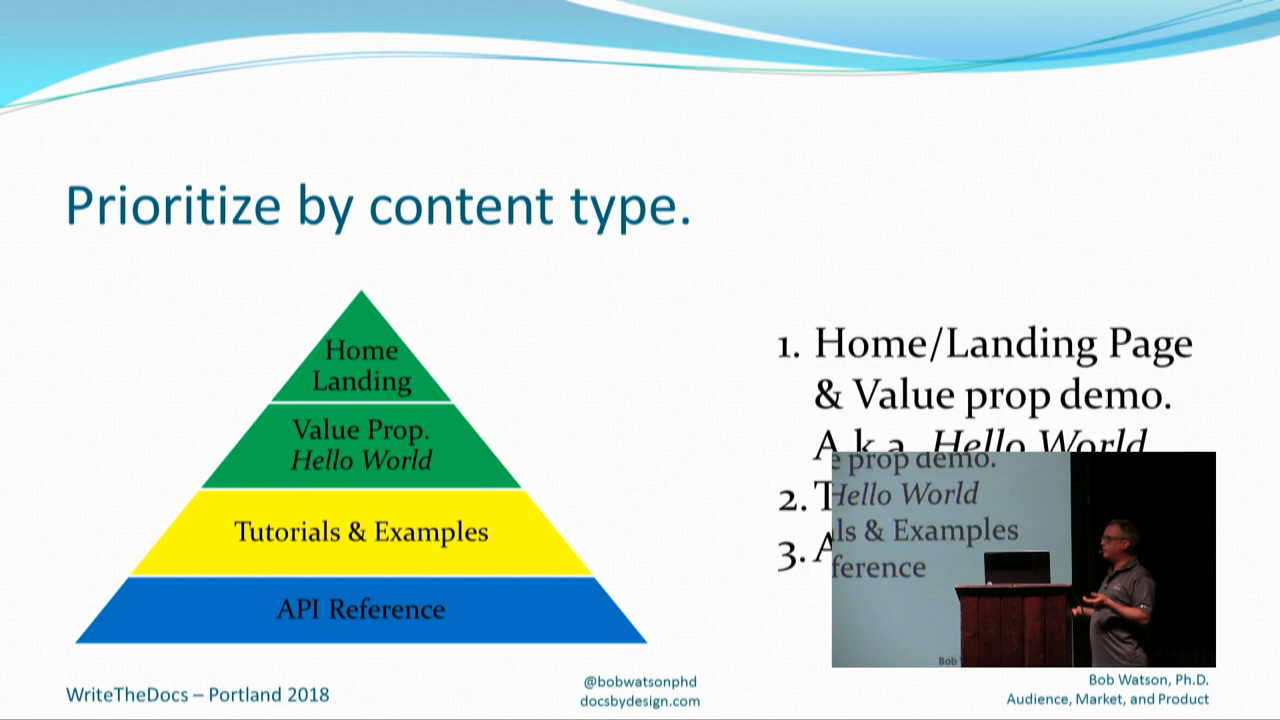 Prioritize by content type.
Home
Landing
Value Prop.
Hello World
Tutorials & Examples
API Reference
1. Home/Landing Page
& Value prop demo.
A.k.a. Hello World
2. T
3. A
e prop demo.
Hello World
ls & Examples
ference
Bob
WriteTheDocs – Portland 2018
@bobwatsonphd
docsbydesign.com
Bob Watson, Ph.D.
Audience, Market, and Product